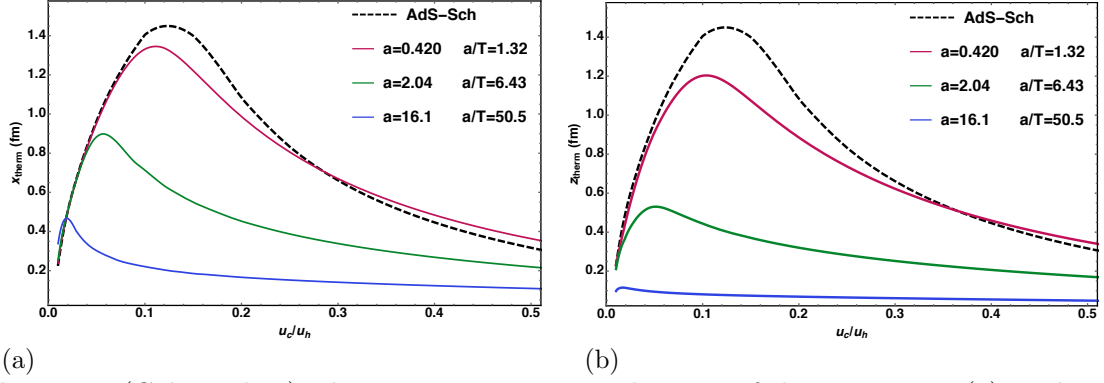 AdS−Sch
a=0.420 a/T=1.32
a=2.04 a/T=6.43
a=16.1 a/T=50.5
x_therm (fm)
1.4
1.2
1.0
0.8
0.6
0.4
0.2
0.0 0.1 0.2 0.3 0.4 0.5
u_c/u_h
(a)
AdS−Sch
a=0.420 a/T=1.32
a=2.04 a/T=6.43
a=16.1 a/T=50.5
z_therm (fm)
1.4
1.2
1.0
0.8
0.6
0.4
0.2
0.0 0.1 0.2 0.3 0.4 0.5
u_c/u_h
(b)